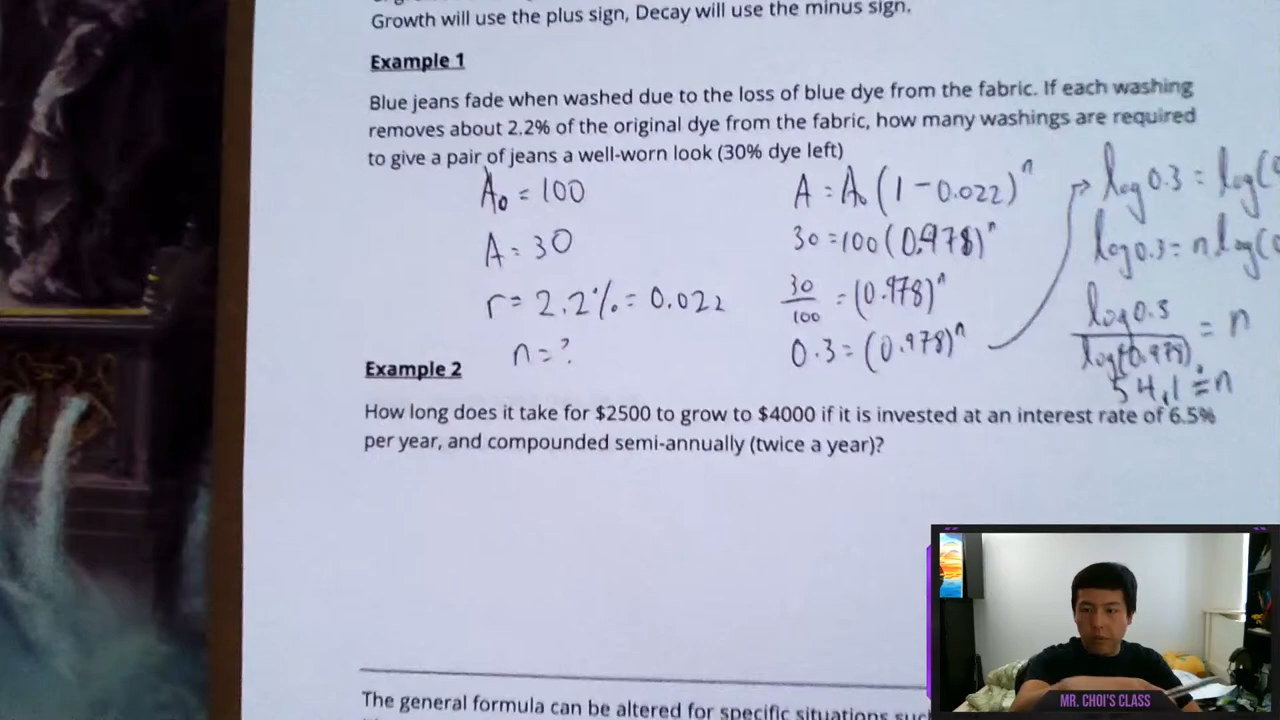 Growth will use the plus sign, Decay will use the minus sign.
Example 1
Blue jeans fade when washed due to the loss of blue dye from the fabric. If each washing
removes about 2.2% of the original dye from the fabric, how many washings are required
to give a pair of jeans a well-worn look (30% dye left)
A₀ = 100
A = 30
r = 2.2% = 0.022
n = ?
A = A₀(1 - 0.022)ⁿ
30 = 100(0.978)ⁿ
30/100 = (0.978)ⁿ
0.3 = (0.978)ⁿ
log 0.3 = log(0
log 0.3 = n log(0
log 0.3 / log(0.978) = n
54.1 ≐ n
Example 2
How long does it take for $2500 to grow to $4000 if it is invested at an interest rate of 6.5%
per year, and compounded semi-annually (twice a year)?
The general formula can be altered for specific situations suc
MR. CHOI'S CLASS